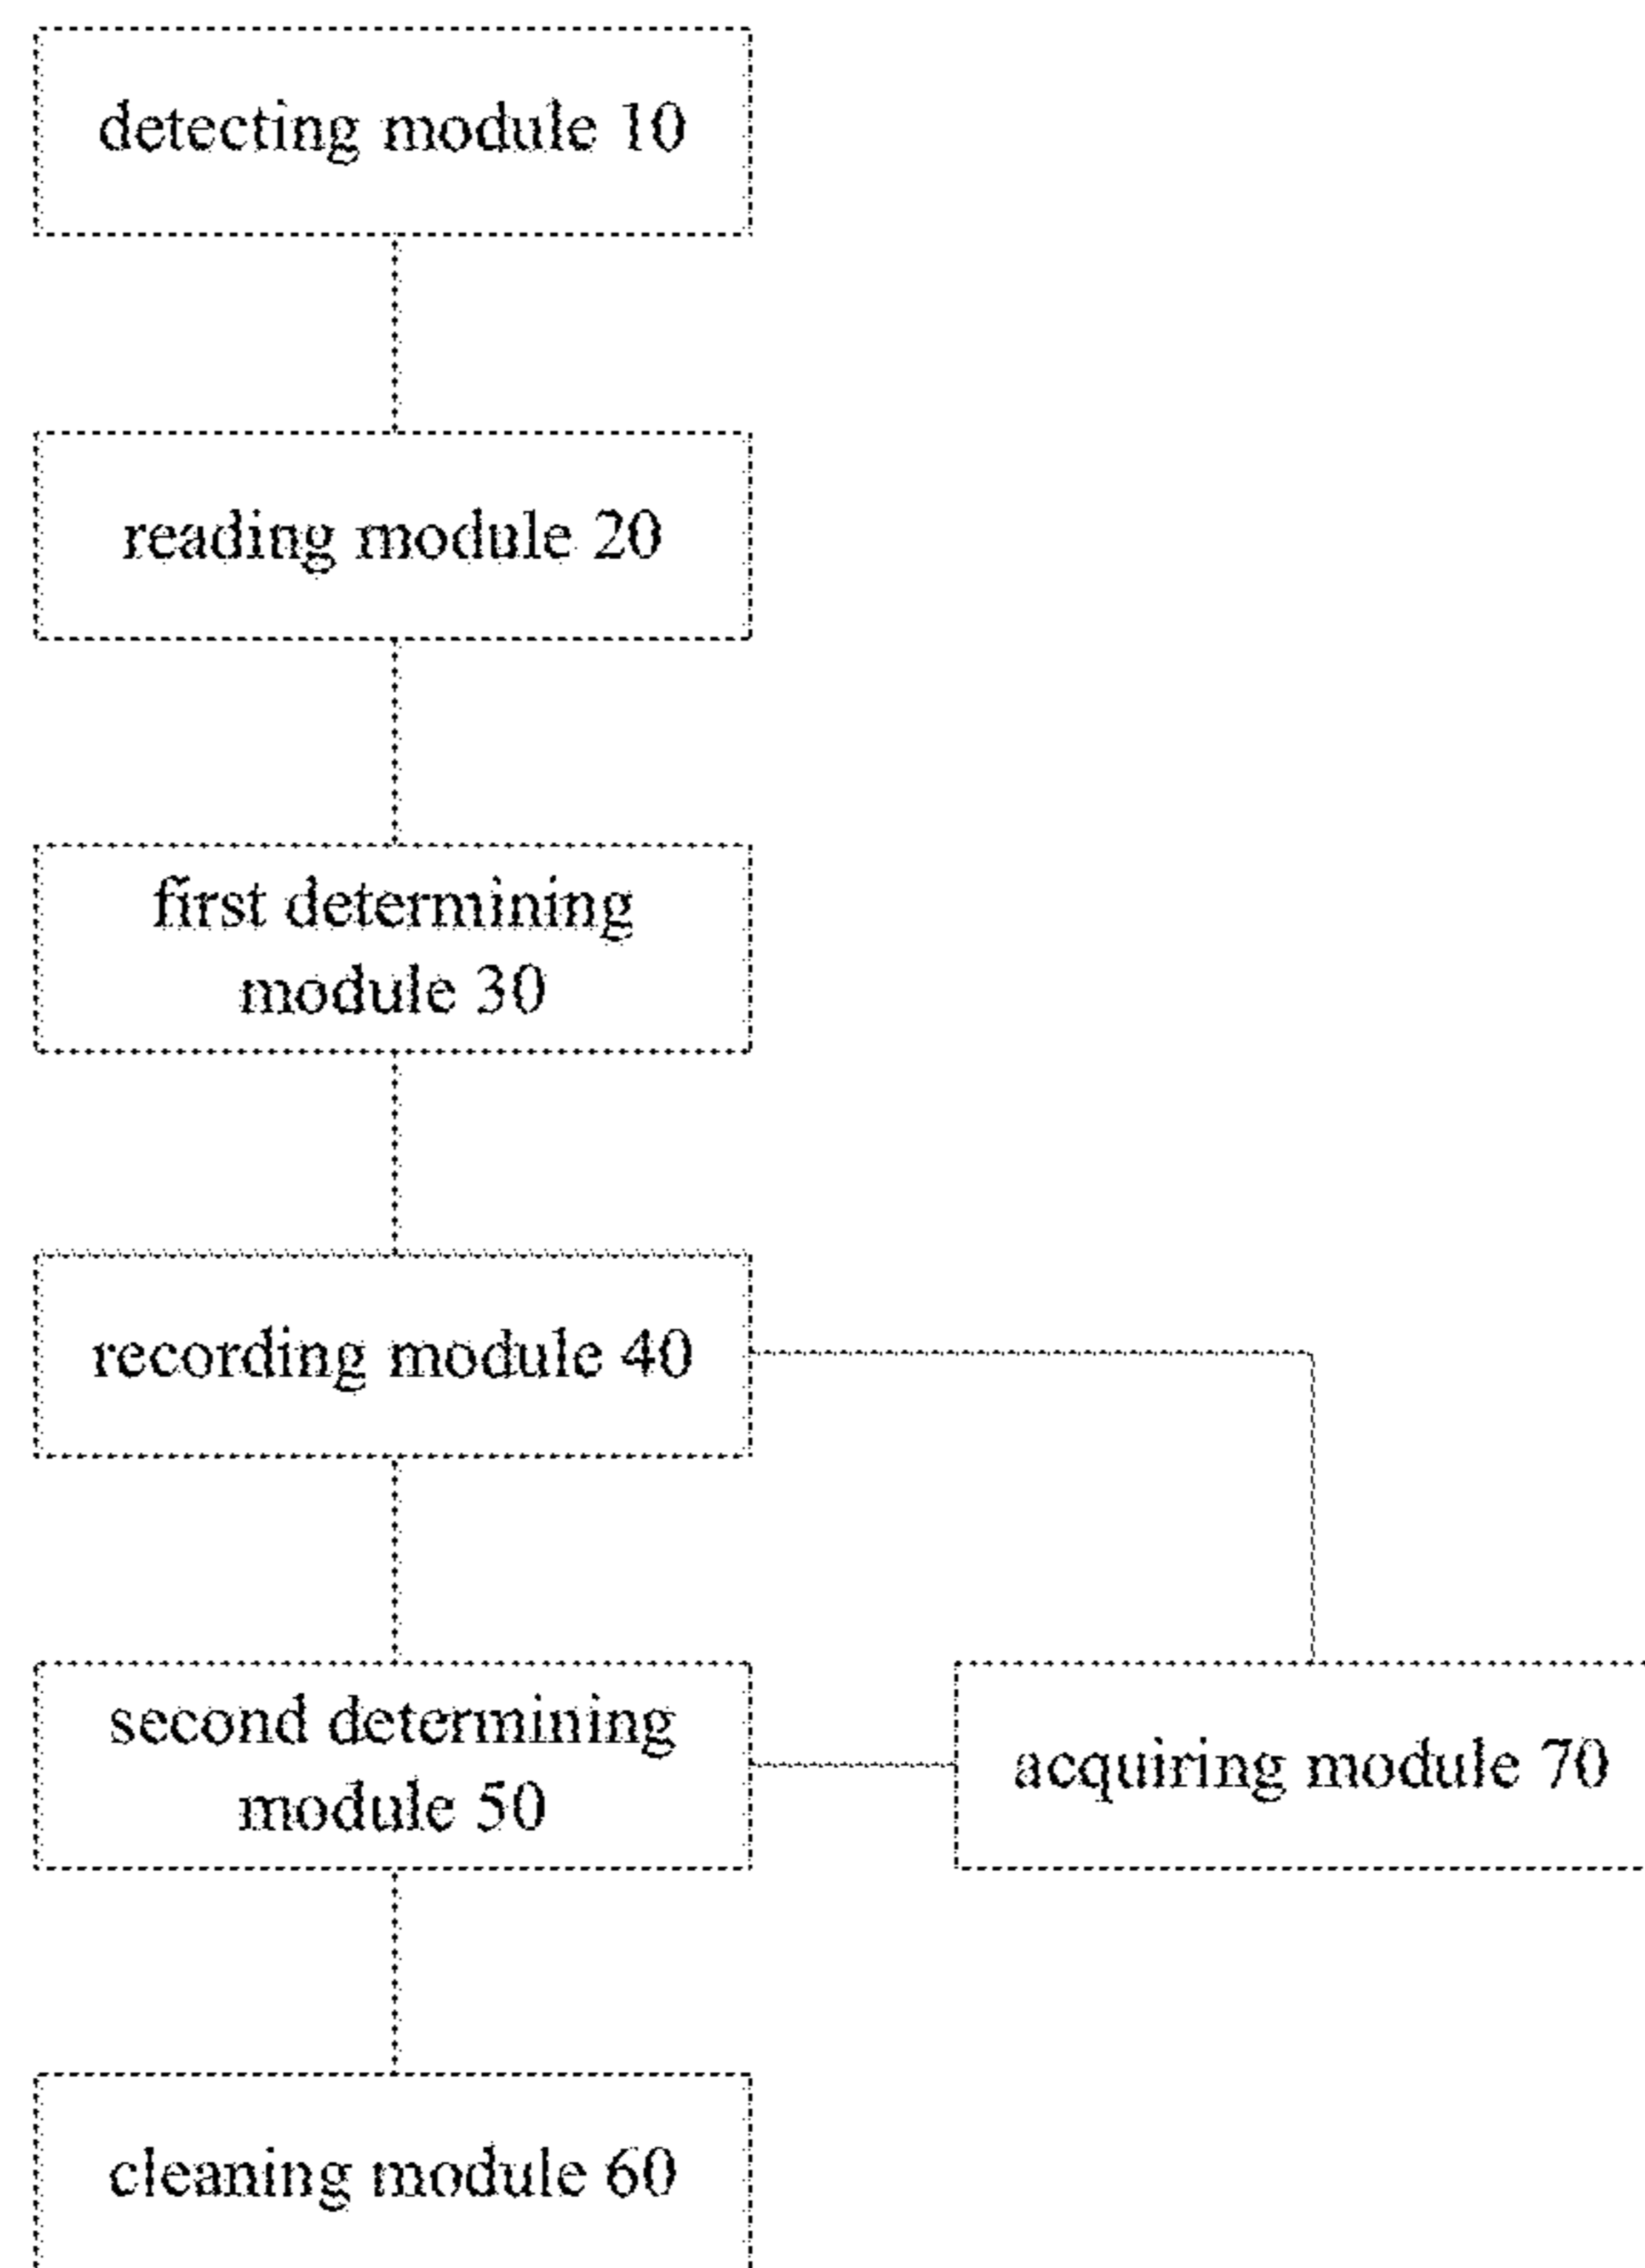 detecting module 10
reading module 20
first determining
module 30
recording module 40
second determining
module 50
acquiring module 70
cleaning module 60